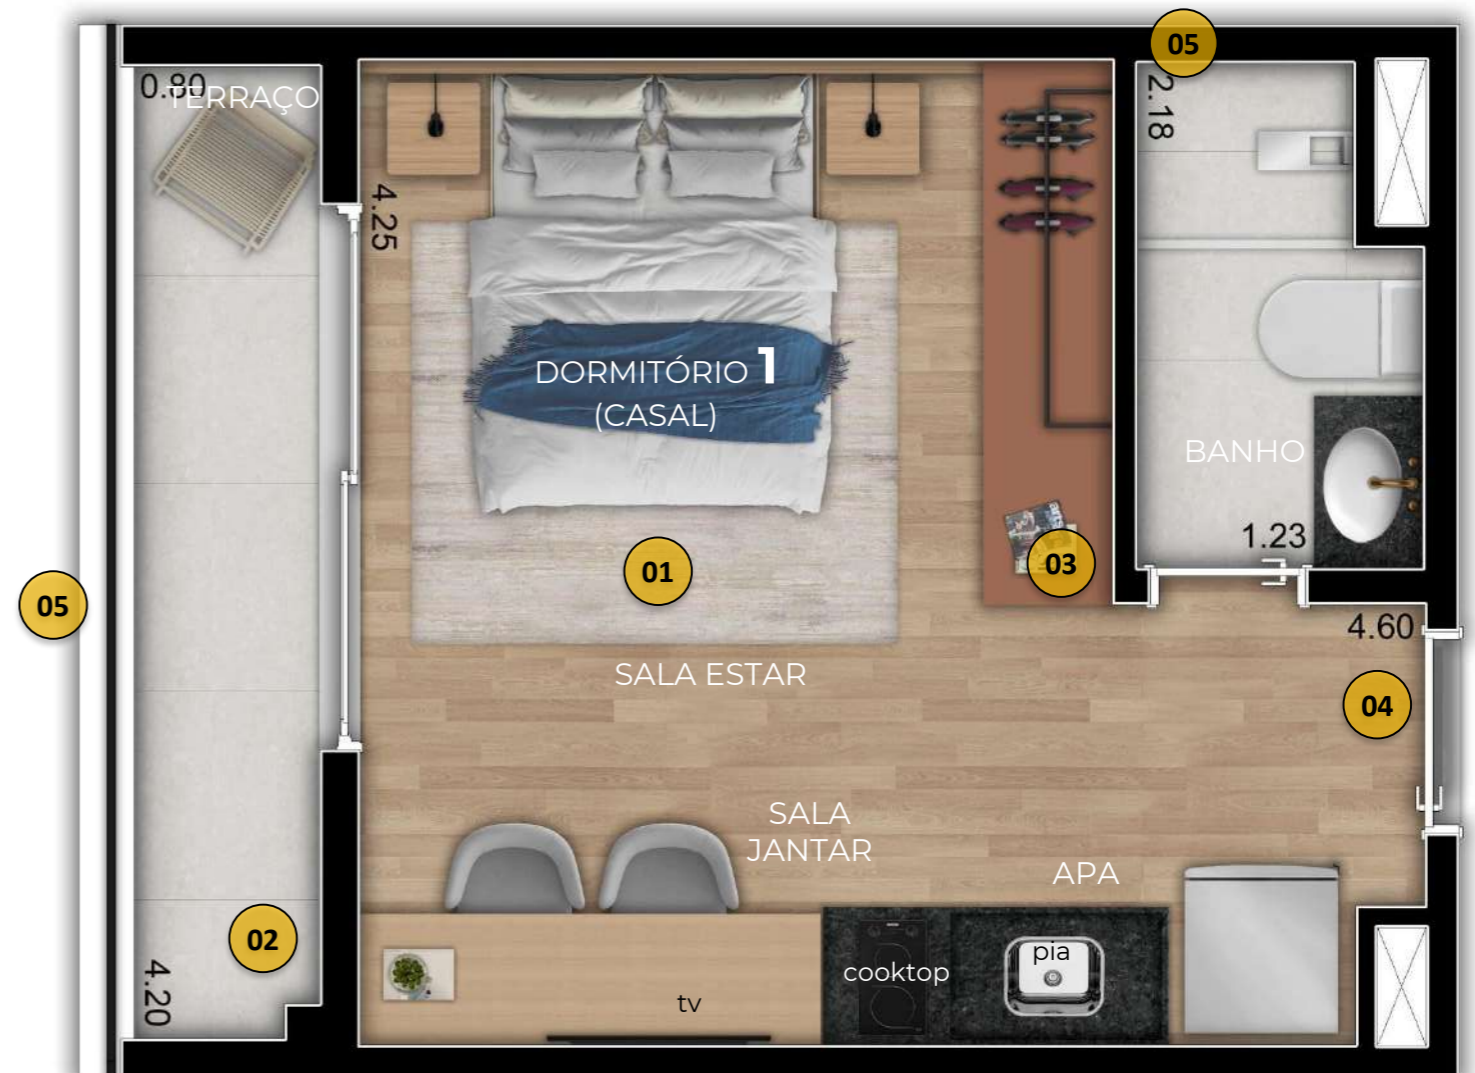 05
0.80
TERRAÇO
2.18
4.25
DORMITÓRIO 1
(CASAL)
BANHO
1.23
01
03
05
4.60
SALA ESTAR
04
SALA
JANTAR
APA
02
pia
cooktop
4.20
tv